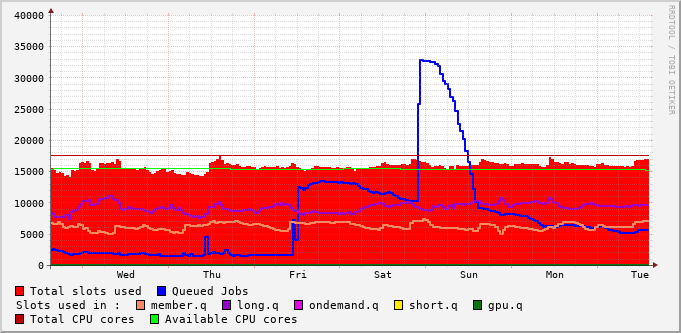 RRDTOOL / TOBI OETIKER
40000
35000
30000
25000
20000
15000
10000
5000
0
Wed Thu Fri Sat Sun Mon Tue
Total slots used Queued Jobs
Slots used in : member.q long.q ondemand.q short.q gpu.q
Total CPU cores Available CPU cores